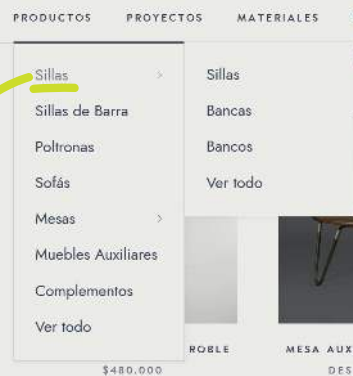 PRODUCTOS PROYECTOS MATERIALES
Sillas >
Sillas de Barra
Poltronas
Sofás
Mesas >
Muebles Auxiliares
Complementos
Ver todo
Sillas
Bancas
Bancos
Ver todo
ROBLE
$480.000
MESA AUX
DES